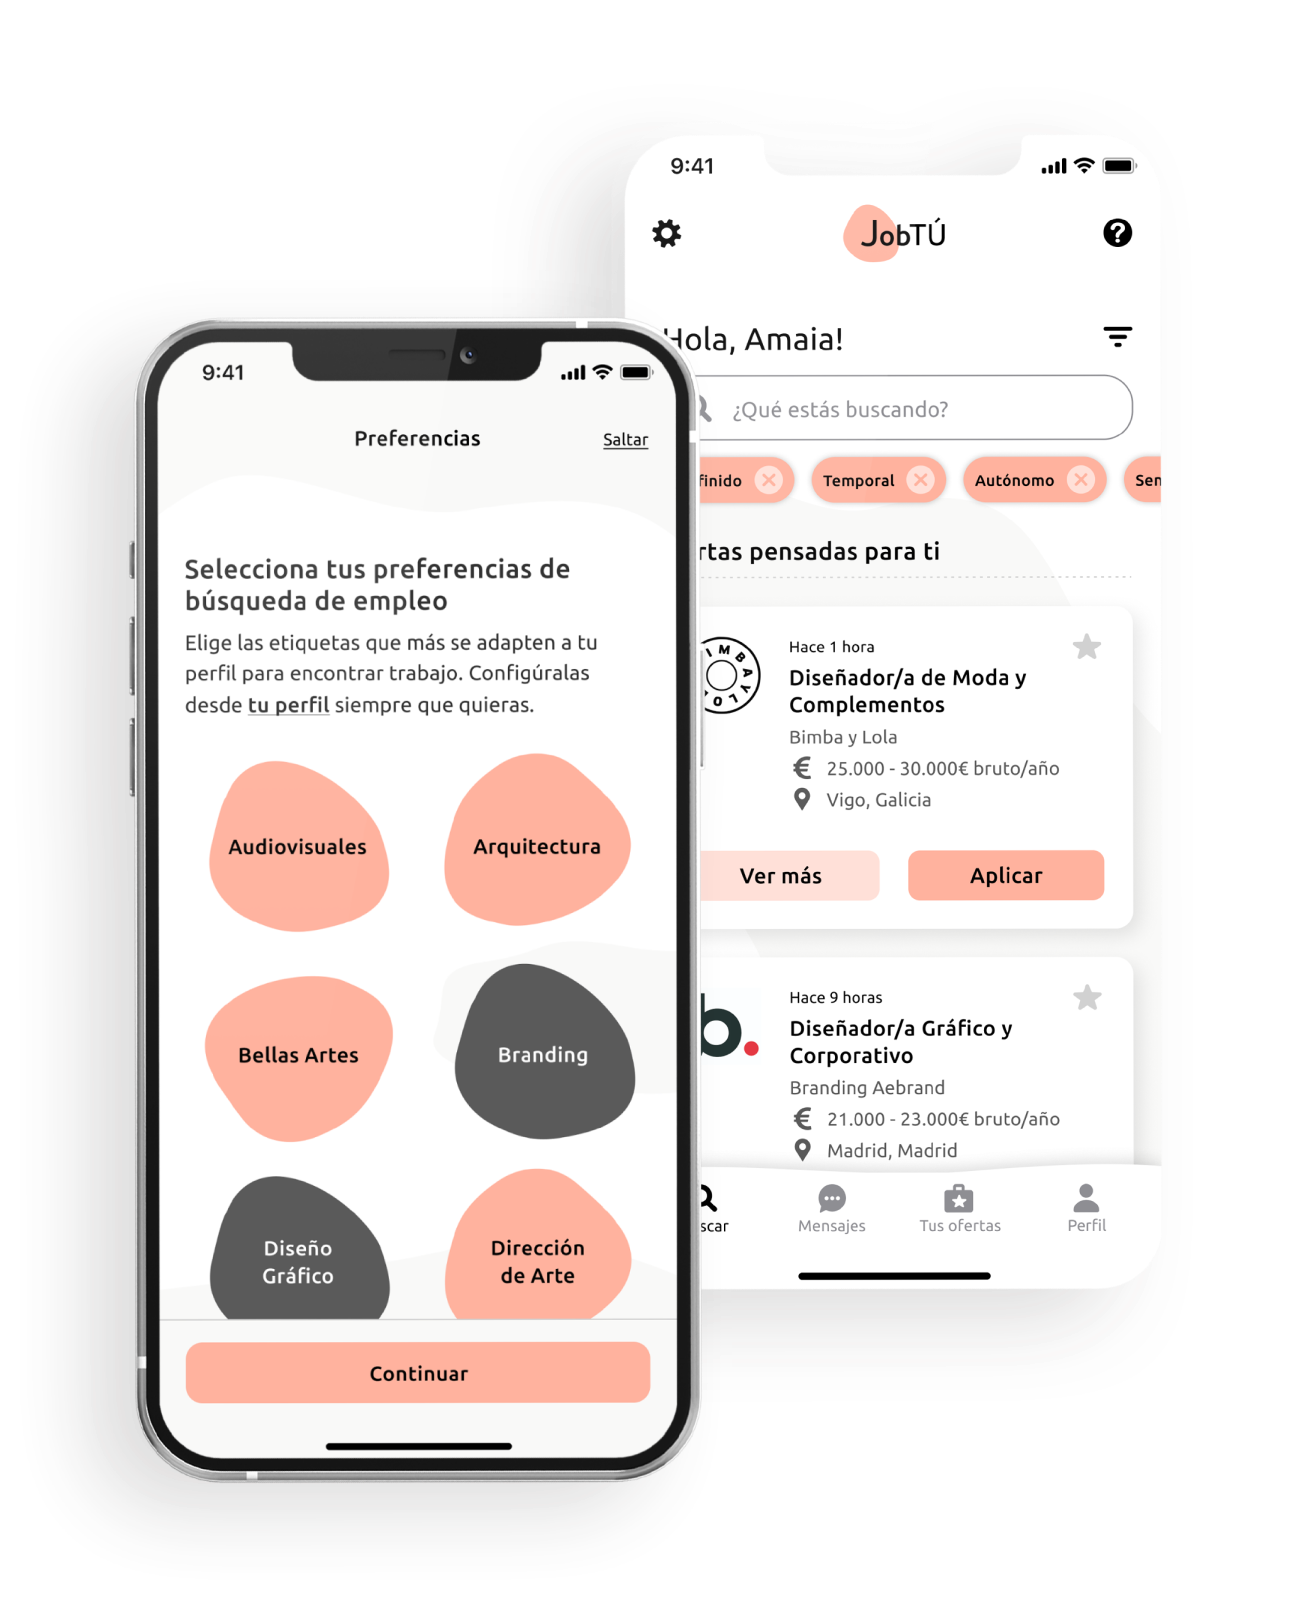 9:41
Preferencias
Saltar
Selecciona tus preferencias de
búsqueda de empleo
Elige las etiquetas que más se adapten a tu
perfil para encontrar trabajo. Configúralas
desde tu perfil siempre que quieras.
Audiovisuales
Arquitectura
Bellas Artes
Branding
Diseño
Gráfico
Dirección
de Arte
Continuar
9:41
JobTÚ
Hola, Amaia!
¿Qué estás buscando?
finido
Temporal
Autónomo
Sen
rtas pensadas para ti
Hace 1 hora
Diseñador/a de Moda y
Complementos
Bimba y Lola
€ 25.000 - 30.000€ bruto/año
Vigo, Galicia
Ver más
Aplicar
b.
Hace 9 horas
Diseñador/a Gráfico y
Corporativo
Branding Aebrand
€ 21.000 - 23.000€ bruto/año
Madrid, Madrid
scar
Mensajes
Tus ofertas
Perfil